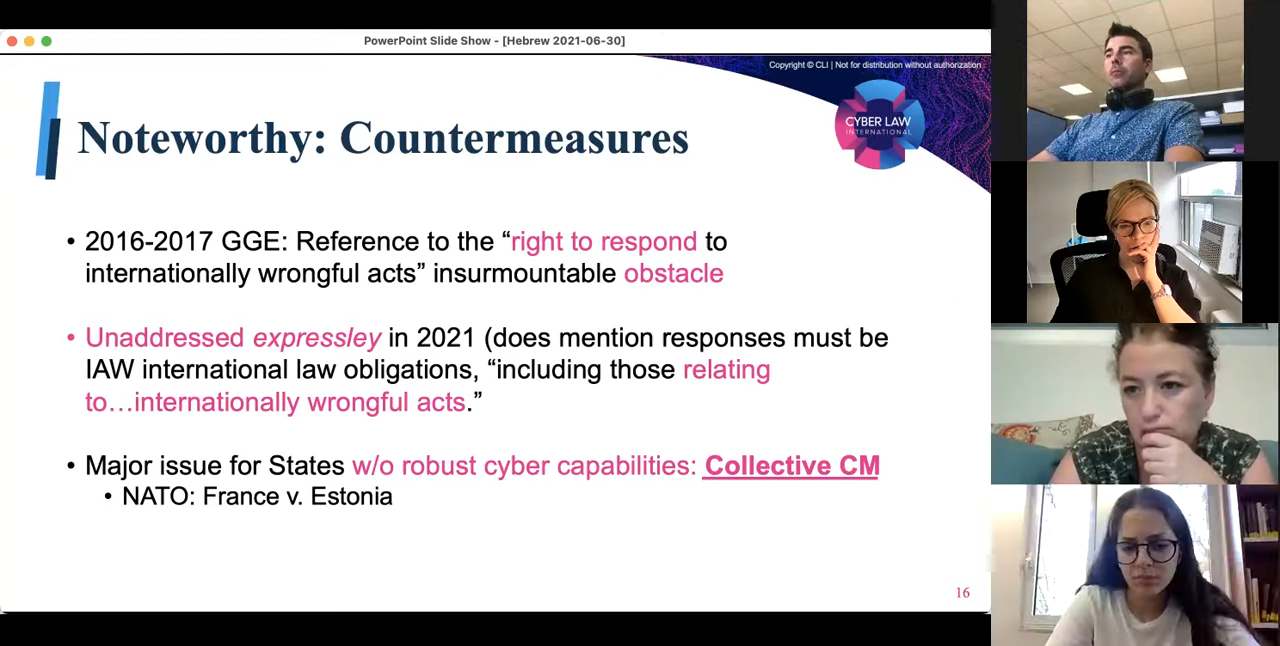 PowerPoint Slide Show - [Hebrew 2021-06-30]
Copyright © CLI | Not for distribution without authorization
CYBER LAW
INTERNATIONAL
Noteworthy: Countermeasures
• 2016-2017 GGE: Reference to the “right to respond to
internationally wrongful acts” insurmountable obstacle
• Unaddressed expressley in 2021 (does mention responses must be
IAW international law obligations, “including those relating
to…internationally wrongful acts.”
• Major issue for States w/o robust cyber capabilities: Collective CM
• NATO: France v. Estonia
16